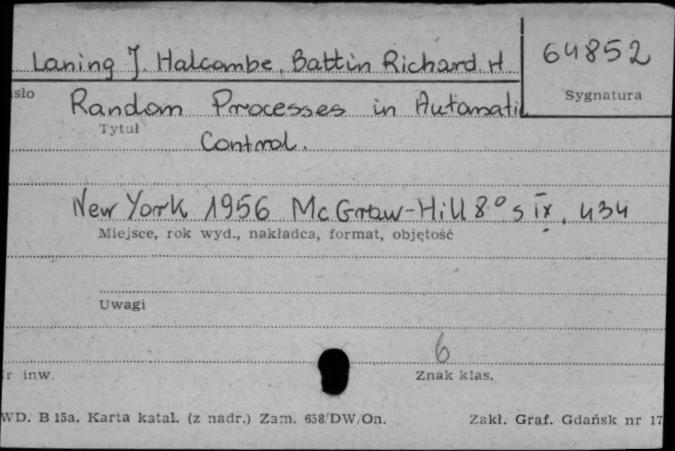 Laning J. Halcombe, Battin Richard H
64852
Sygnatura
sło
Random Processes in Automatic
Tytuł
Control.
New York 1956 Mc Graw-Hill 8° s IX, 434
Miejsce, rok wyd., nakładca, format, objętość
Uwagi
6
r inw.
Znak klas.
WD. B 15a. Karta katal. (z nadr.) Zam. 658/DW/On.
Zakł. Graf. Gdańsk nr 17